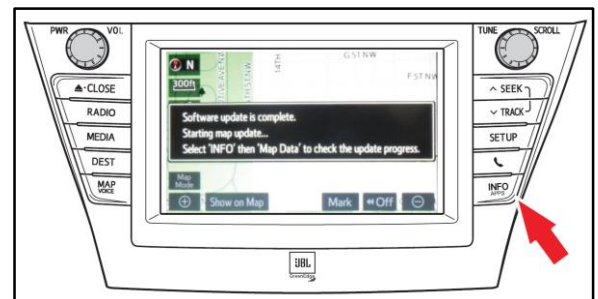 PWR VOL
TUNE SCROLL
CLOSE
RADIO
MEDIA
DEST
MAP
VOICE
N
300ft
14TH
G ST NW
F ST NW
Software update is complete.
Starting map update...
Select 'INFO' then 'Map Data' to check the update progress.
Map
Mode
Show on Map
Mark
Off
SEEK
TRACK
SETUP
INFO
APPS
JBL
GreenEdge